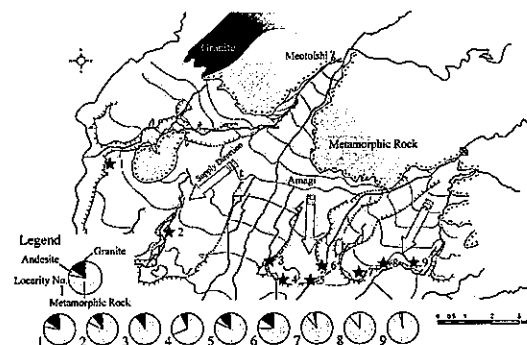 Granite
Meotoishi
Metamorphic Rock
Supply Direction
Amagi
1
2
3
4
5
6
7
8
9
Legend
Andesite
Granite
Locarity No.
1
Metamorphic Rock
1 2 3 4 5 6 7 8 9